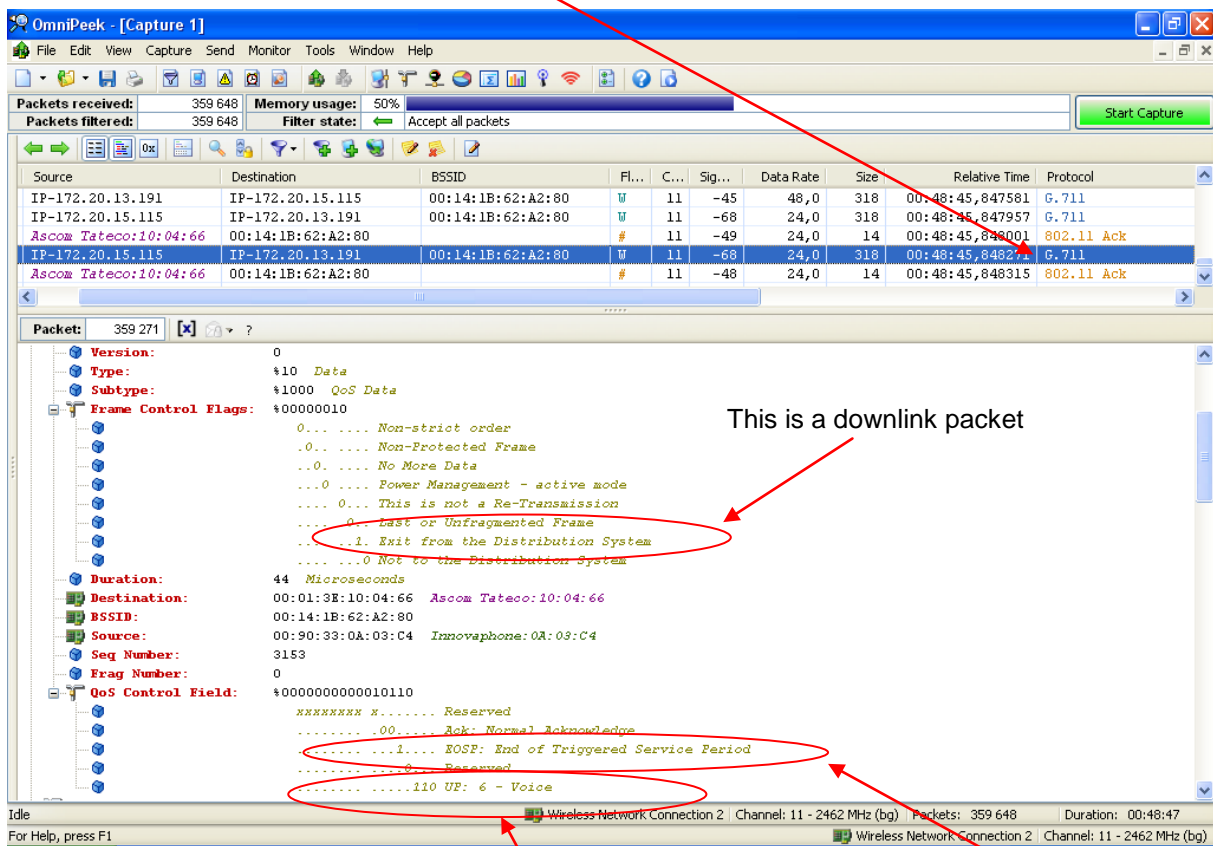 OmniPeek - [Capture 1]
File Edit View Capture Send Monitor Tools Window Help
Packets received: 359 648 Memory usage: 50%
Packets filtered: 359 648 Filter state: Accept all packets
Start Capture
Source Destination BSSID Fl... C... Sig... Data Rate Size Relative Time Protocol
IP-172.20.13.191 IP-172.20.15.115 00:14:1B:62:A2:80 W 11 -45 48,0 318 00:48:45,847581 G.711
IP-172.20.15.115 IP-172.20.13.191 00:14:1B:62:A2:80 W 11 -68 24,0 318 00:48:45,847957 G.711
Ascom Tateco:10:04:66 00:14:1B:62:A2:80 # 11 -49 24,0 14 00:48:45,848001 802.11 Ack
IP-172.20.15.115 IP-172.20.13.191 00:14:1B:62:A2:80 W 11 -68 24,0 318 00:48:45,848271 G.711
Ascom Tateco:10:04:66 00:14:1B:62:A2:80 # 11 -48 24,0 14 00:48:45,848315 802.11 Ack
Packet: 359 271 [x] ?
Version: 0
Type: %10 Data
Subtype: %1000 QoS Data
Frame Control Flags: %00000010
0... .... Non-strict order
.0.. .... Non-Protected Frame
..0. .... No More Data
...0 .... Power Management - active mode
.... 0... This is not a Re-Transmission
.... .0.. Last or Unfragmented Frame
.... ..1. Exit from the Distribution System
.... ...0 Not to the Distribution System
This is a downlink packet
Duration: 44 Microseconds
Destination: 00:01:3E:10:04:66 Ascom Tateco:10:04:66
BSSID: 00:14:1B:62:A2:80
Source: 00:90:33:0A:03:C4 Innovaphone:0A:03:C4
Seq Number: 3153
Frag Number: 0
QoS Control Field: %0000000000010110
xxxxxxxx x....... Reserved
........ .00..... Ack: Normal Acknowledge
........ ...1.... EOSP: End of Triggered Service Period
........ ....0... Reserved
........ .....110 UP: 6 - Voice
Idle Wireless Network Connection 2 Channel: 11 - 2462 MHz (bg) Packets: 359 648 Duration: 00:48:47
For Help, press F1 Wireless Network Connection 2 Channel: 11 - 2462 MHz (bg)